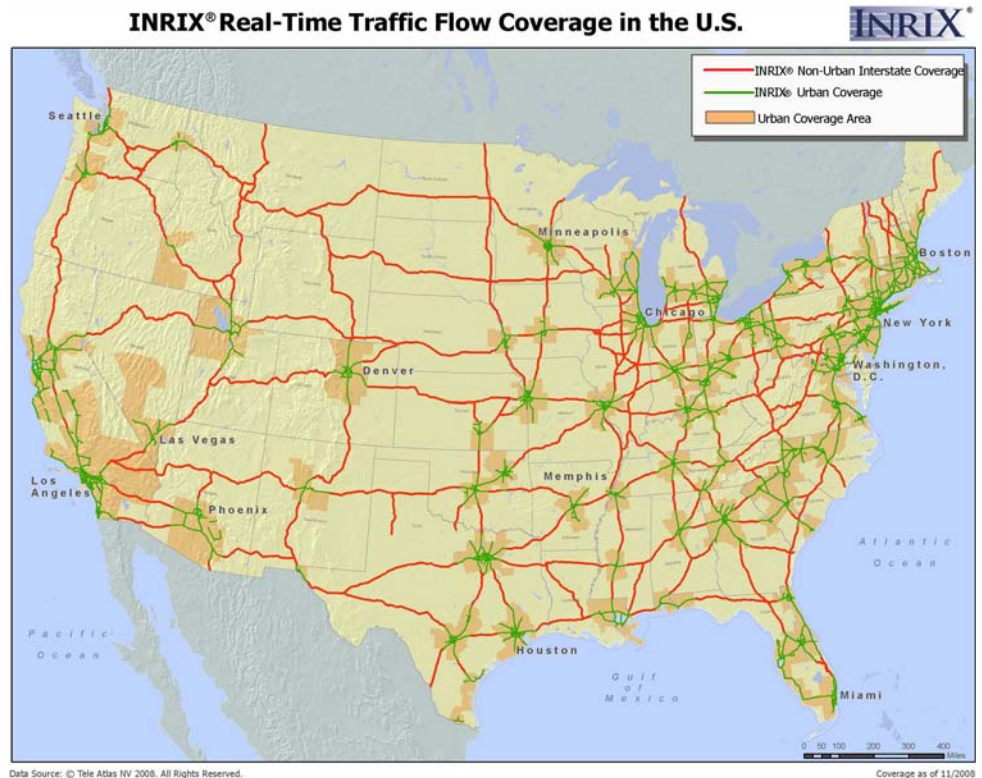 INRIX® Real-Time Traffic Flow Coverage in the U.S.
INRIX®
INRIX® Non-Urban Interstate Coverage
INRIX® Urban Coverage
Urban Coverage Area
Seattle
Minneapolis
Boston
Chicago
New York
Denver
Washington,
D.C.
Las Vegas
Memphis
Los
Angeles
Phoenix
Atlantic
Ocean
Pacific
Ocean
Houston
Gulf
of
Mexico
Miami
0 50 100 200 300 400
Miles
Data Source: © Tele Atlas NV 2008. All Rights Reserved.
Coverage as of 11/2008